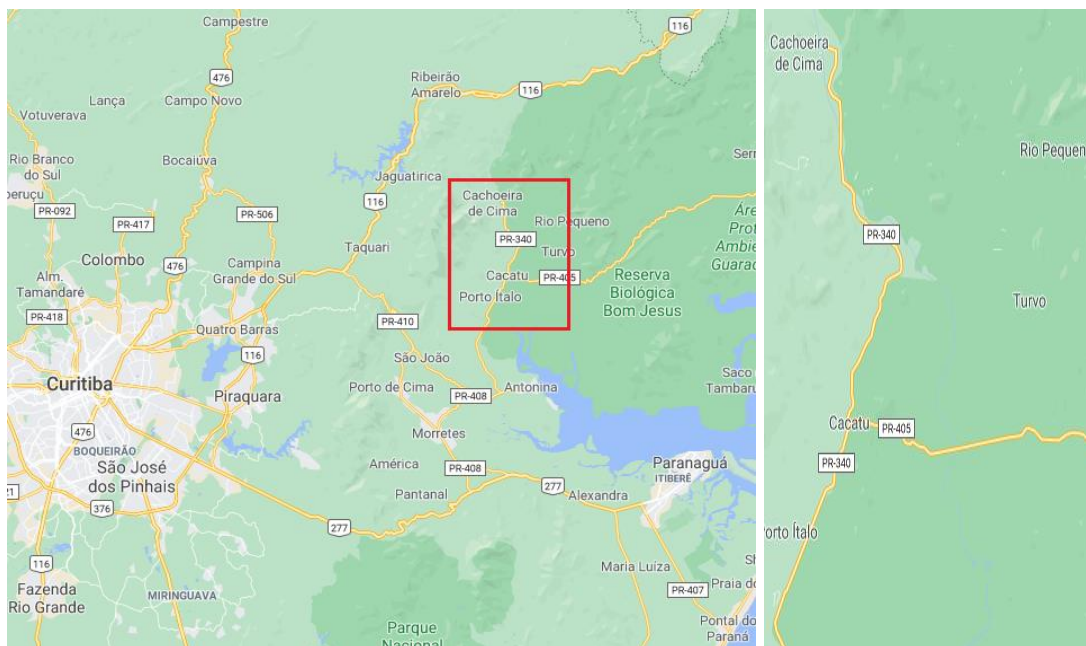 Campestre
116
476
Ribeirão
Amarelo
116
Lança
Campo Novo
Votuverava
Bocaiúva
Rio Branco
do Sul
Jaguatirica
Cachoeira
de Cima
116
PR-092
PR-506
PR-417
Rio Pequeno
PR-340
Taquari
Turvo
Colombo
476
Campina
Grande do Sul
Cacatu
PR-405
Alm.
Tamandaré
Reserva
Biológica
Bom Jesus
Porto Ítalo
PR-418
PR-410
Quatro Barras
116
São João
Curitiba
Porto de Cima
Antonina
Saco
Piraquara
PR-408
476
Morretes
BOQUEIRÃO
América
São José
dos Pinhais
PR-408
Paranaguá
ITIBERÊ
277
Pantanal
Alexandra
376
277
116
Maria Luíza
Fazenda
Rio Grande
MIRINGUAVA
PR-407
Praia do
Parque
Nacional
Pontal do
Paraná
Cachoeira
de Cima
Rio Pequeno
PR-340
Turvo
Cacatu
PR-405
PR-340
Porto Ítalo